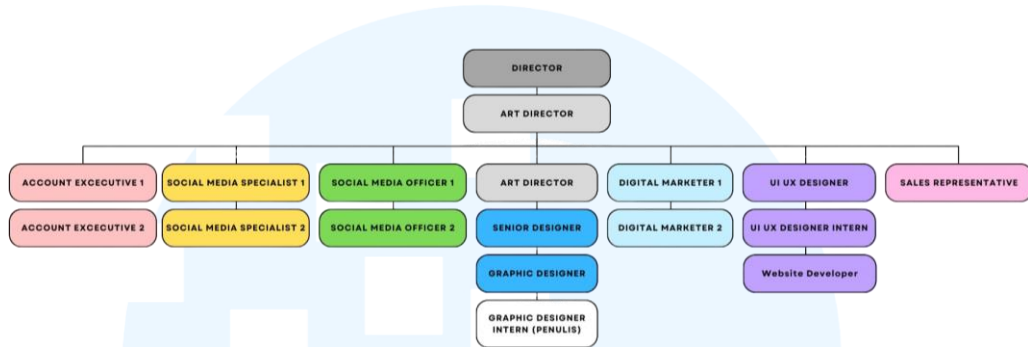 DIRECTOR
ART DIRECTOR
ACCOUNT EXCECUTIVE 1
SOCIAL MEDIA SPECIALIST 1
SOCIAL MEDIA OFFICER 1
ART DIRECTOR
DIGITAL MARKETER 1
UI UX DESIGNER
SALES REPRESENTATIVE
ACCOUNT EXCECUTIVE 2
SOCIAL MEDIA SPECIALIST 2
SOCIAL MEDIA OFFICER 2
SENIOR DESIGNER
DIGITAL MARKETER 2
UI UX DESIGNER INTERN
GRAPHIC DESIGNER
Website Developer
GRAPHIC DESIGNER
INTERN (PENULIS)